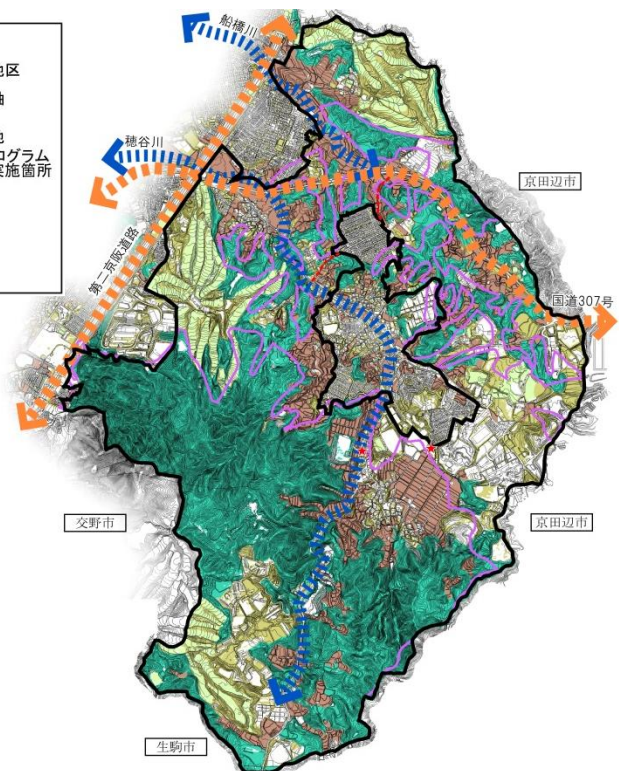 地区
軸
地
ログラム
実施箇所
船橋川
穂谷川
京田辺市
第二京阪道路
国道307号
交野市
京田辺市
生駒市